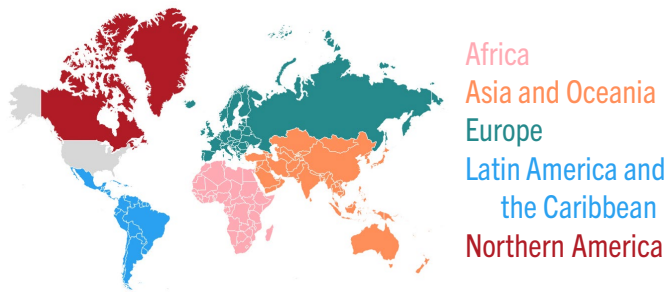 Africa
Asia and Oceania
Europe
Latin America and
the Caribbean
Northern America